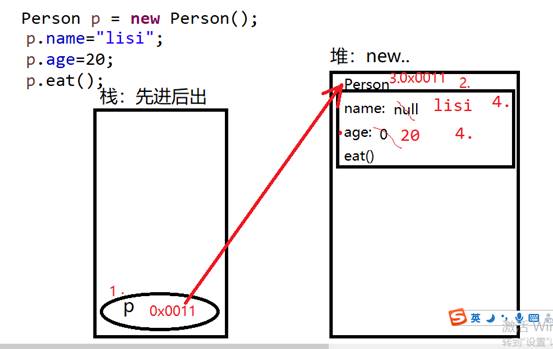 Person p = new Person();
p.name="lisi";
p.age=20;
p.eat();
栈：先进后出
堆：new..
Person 3.0x0011 2.
name: null lisi 4.
age: 0 20 4.
eat()
1.
p 0x0011
S 英
激活 Win
转到"设置"以